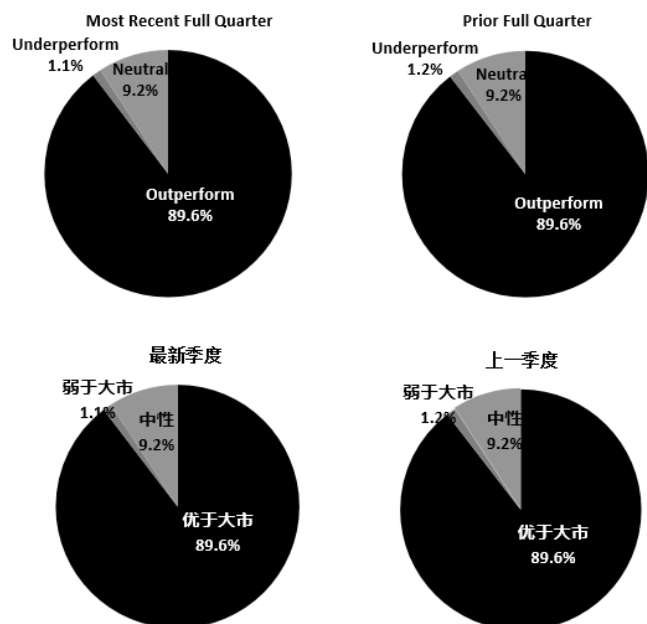 Most Recent Full Quarter
Underperform
1.1%
Neutral
9.2%
Outperform
89.6%
Prior Full Quarter
Underperform
1.2%
Neutral
9.2%
Outperform
89.6%
最新季度
弱于大市
1.1%
中性
9.2%
优于大市
89.6%
上一季度
弱于大市
1.2%
中性
9.2%
优于大市
89.6%